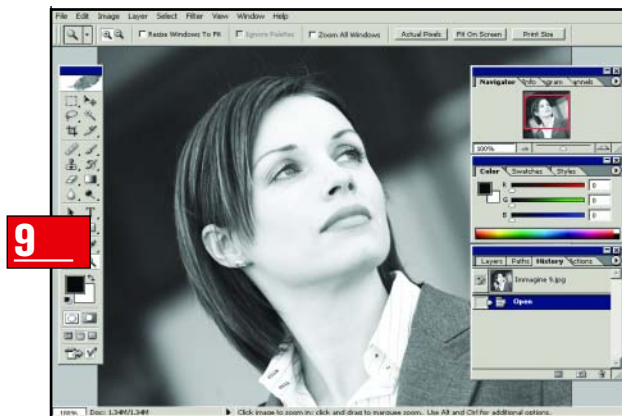 File Edit Image Layer Select Filter View Window Help
Resize Windows To Fit Ignore Palettes Zoom All Windows Actual Pixels Fit On Screen Print Size
Navigator Info gram annels
100%
Color Swatches Styles
R 0
G 0
B 0
9
Layers Paths History Actions
Immagine 9.jpg
Open
100% Doc: 1.34M/1.34M Click image to zoom in; click and drag to marquee zoom. Use Alt and Ctrl for additional options.